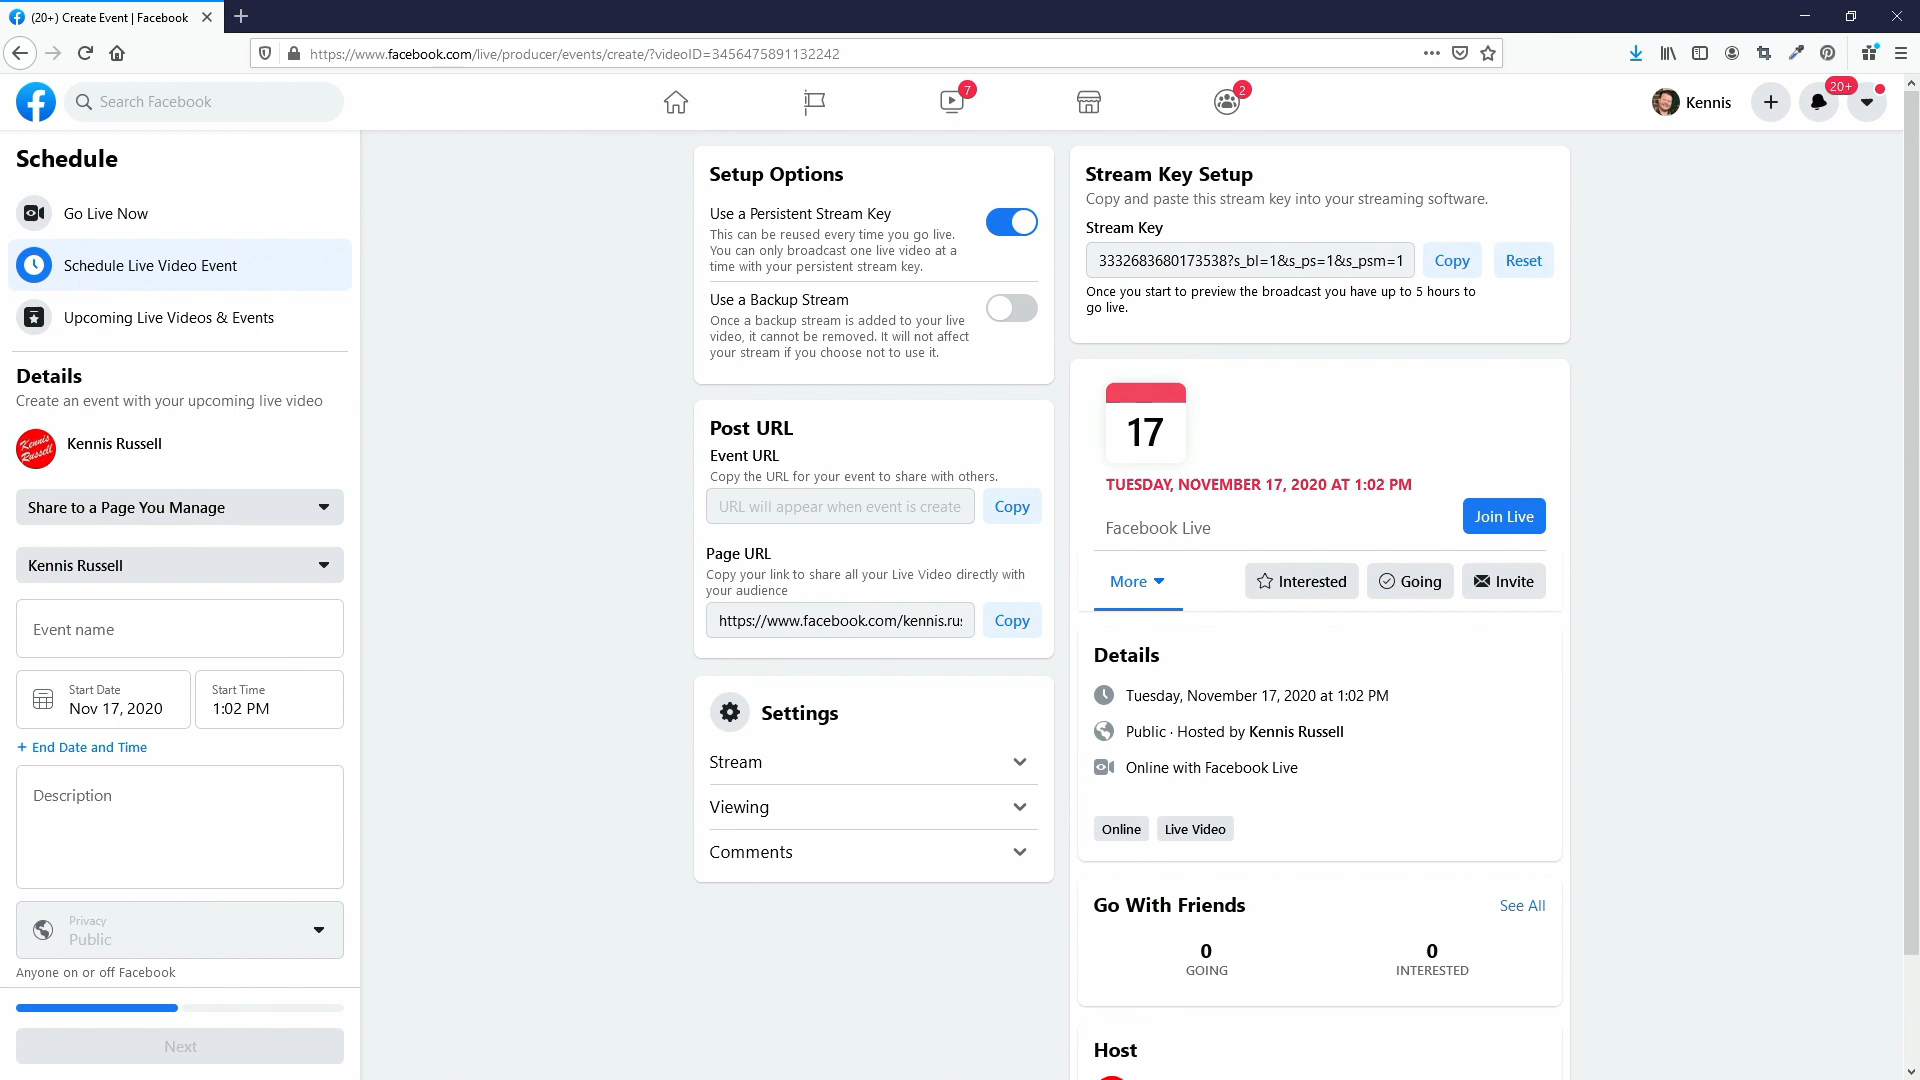 (20+) Create Event | Facebook
https://www.facebook.com/live/producer/events/create/?videoID=3456475891132242
Search Facebook
7
2
Kennis
20+
Schedule
Go Live Now
Schedule Live Video Event
Upcoming Live Videos & Events
Details
Create an event with your upcoming live video
Kennis Russell
Kennis Russell
Share to a Page You Manage
Kennis Russell
Event name
Start Date
Nov 17, 2020
Start Time
1:02 PM
+ End Date and Time
Description
Privacy
Public
Anyone on or off Facebook
Next
Setup Options
Use a Persistent Stream Key
This can be reused every time you go live.
You can only broadcast one live video at a
time with your persistent stream key.
Use a Backup Stream
Once a backup stream is added to your live
video, it cannot be removed. It will not affect
your stream if you choose not to use it.
Post URL
Event URL
Copy the URL for your event to share with others.
URL will appear when event is create
Copy
Page URL
Copy your link to share all your Live Video directly with
your audience
https://www.facebook.com/kennis.ru
Copy
Settings
Stream
Viewing
Comments
Stream Key Setup
Copy and paste this stream key into your streaming software.
Stream Key
3332683680173538?s_bl=1&s_ps=1&s_psm=1
Copy
Reset
Once you start to preview the broadcast you have up to 5 hours to
go live.
17
TUESDAY, NOVEMBER 17, 2020 AT 1:02 PM
Facebook Live
Join Live
More
Interested
Going
Invite
Details
Tuesday, November 17, 2020 at 1:02 PM
Public · Hosted by Kennis Russell
Online with Facebook Live
Online
Live Video
Go With Friends
See All
0
GOING
0
INTERESTED
Host